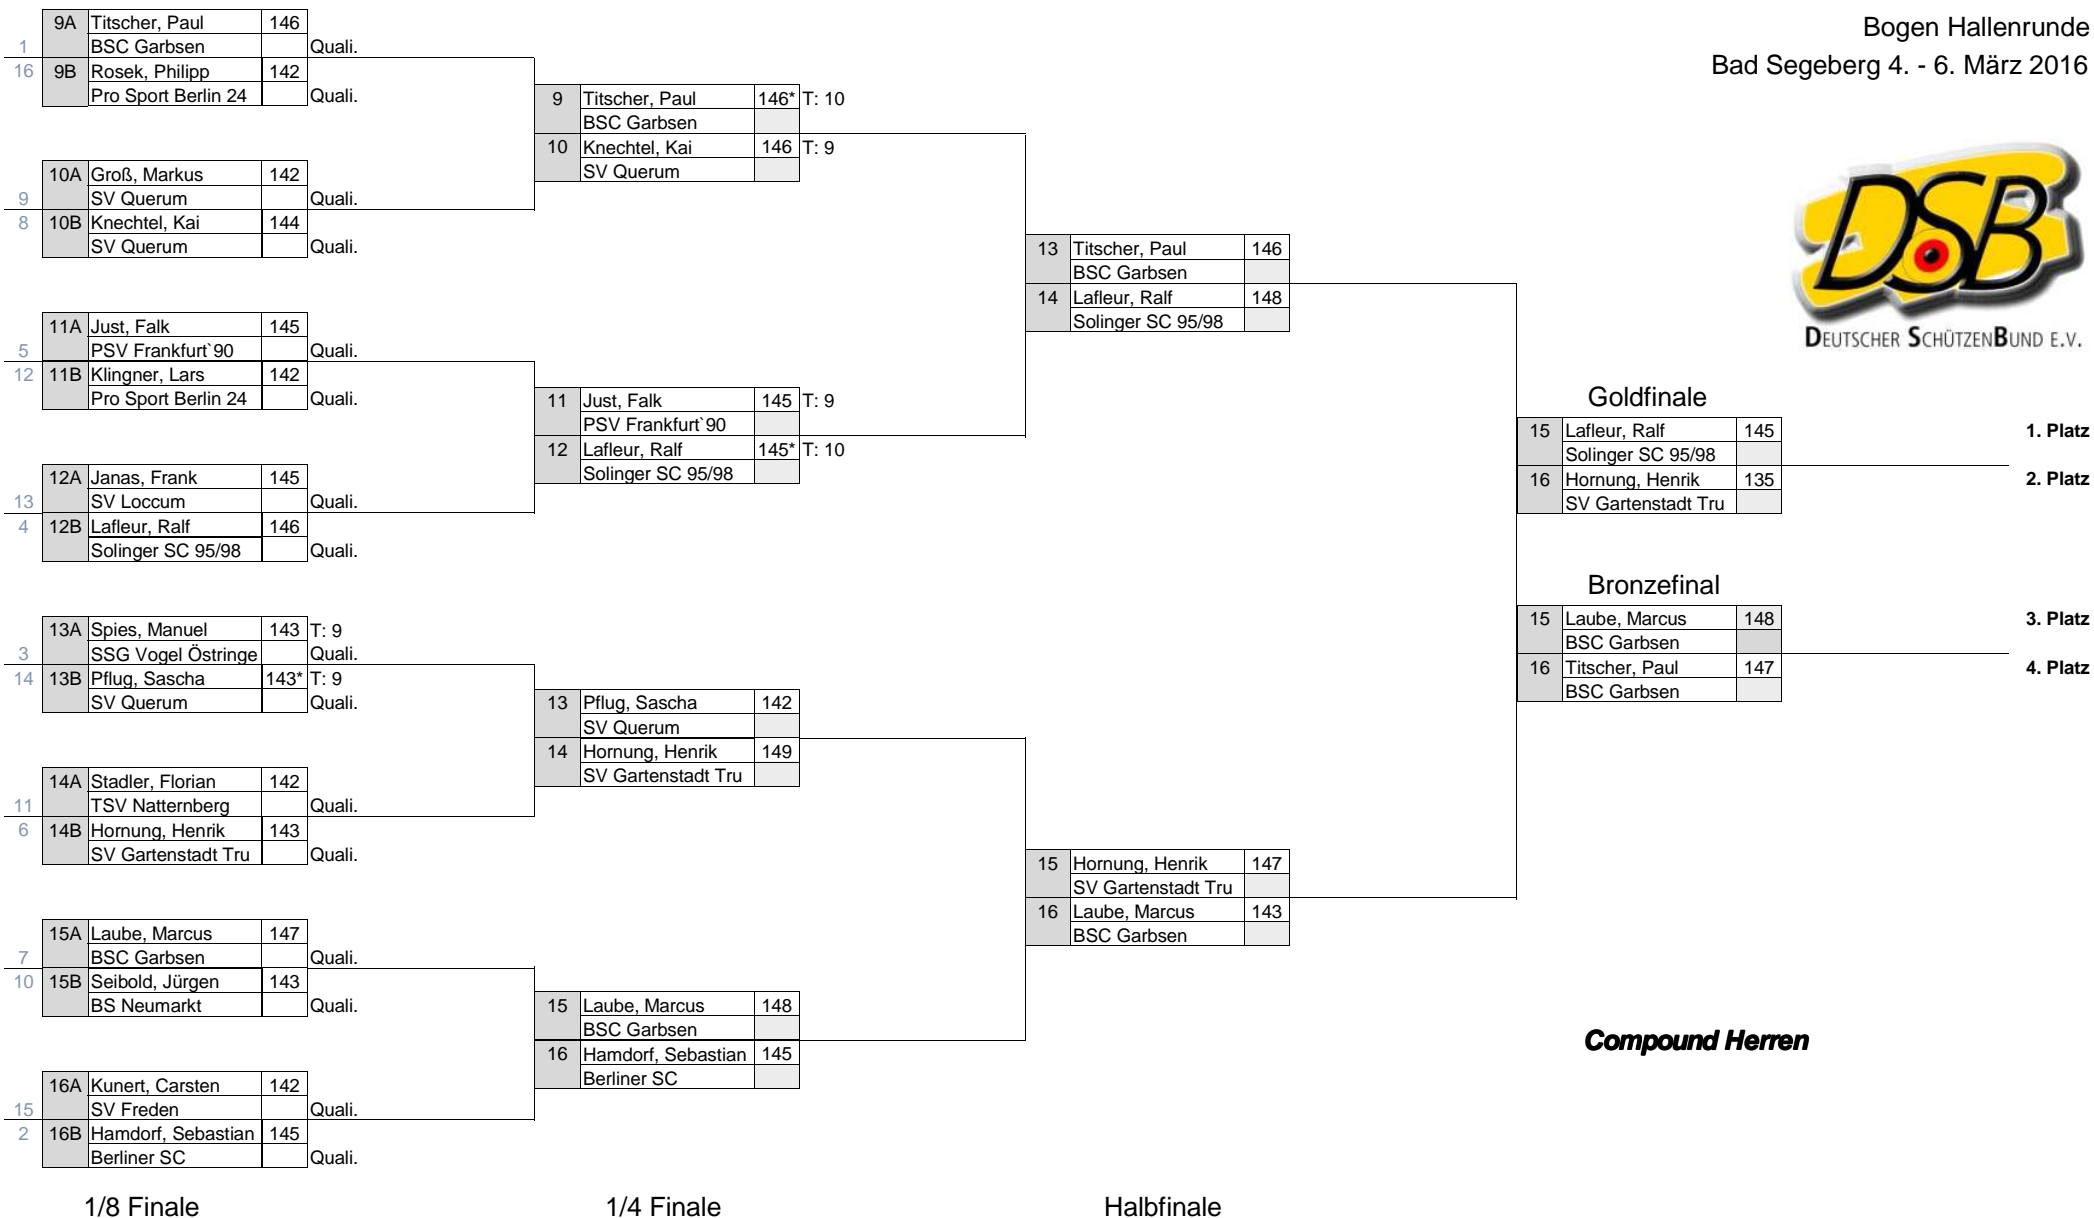 Bogen Hallenrunde
Bad Segeberg 4. - 6. März 2016
DSB
DEUTSCHER SCHÜTZENBUND E.V.
9A Titscher, Paul 146
1 BSC Garbsen Quali.
16 9B Rosek, Philipp 142
Pro Sport Berlin 24 Quali.
10A Groß, Markus 142
9 SV Querum Quali.
8 10B Knechtel, Kai 144
SV Querum Quali.
11A Just, Falk 145
5 PSV Frankfurt`90 Quali.
12 11B Klingner, Lars 142
Pro Sport Berlin 24 Quali.
12A Janas, Frank 145
13 SV Loccum Quali.
4 12B Lafleur, Ralf 146
Solinger SC 95/98 Quali.
13A Spies, Manuel 143 T: 9
3 SSG Vogel Östringe Quali.
14 13B Pflug, Sascha 143* T: 9
SV Querum Quali.
14A Stadler, Florian 142
11 TSV Natternberg Quali.
6 14B Hornung, Henrik 143
SV Gartenstadt Tru Quali.
15A Laube, Marcus 147
7 BSC Garbsen Quali.
10 15B Seibold, Jürgen 143
BS Neumarkt Quali.
16A Kunert, Carsten 142
15 SV Freden Quali.
2 16B Hamdorf, Sebastian 145
Berliner SC Quali.
1/8 Finale
9 Titscher, Paul 146* T: 10
BSC Garbsen
10 Knechtel, Kai 146 T: 9
SV Querum
11 Just, Falk 145 T: 9
PSV Frankfurt`90
12 Lafleur, Ralf 145* T: 10
Solinger SC 95/98
13 Pflug, Sascha 142
SV Querum
14 Hornung, Henrik 149
SV Gartenstadt Tru
15 Laube, Marcus 148
BSC Garbsen
16 Hamdorf, Sebastian 145
Berliner SC
1/4 Finale
13 Titscher, Paul 146
BSC Garbsen
14 Lafleur, Ralf 148
Solinger SC 95/98
15 Hornung, Henrik 147
SV Gartenstadt Tru
16 Laube, Marcus 143
BSC Garbsen
Halbfinale
Goldfinale
15 Lafleur, Ralf 145 1. Platz
Solinger SC 95/98
16 Hornung, Henrik 135 2. Platz
SV Gartenstadt Tru
Bronzefinal
15 Laube, Marcus 148 3. Platz
BSC Garbsen
16 Titscher, Paul 147 4. Platz
BSC Garbsen
Compound Herren